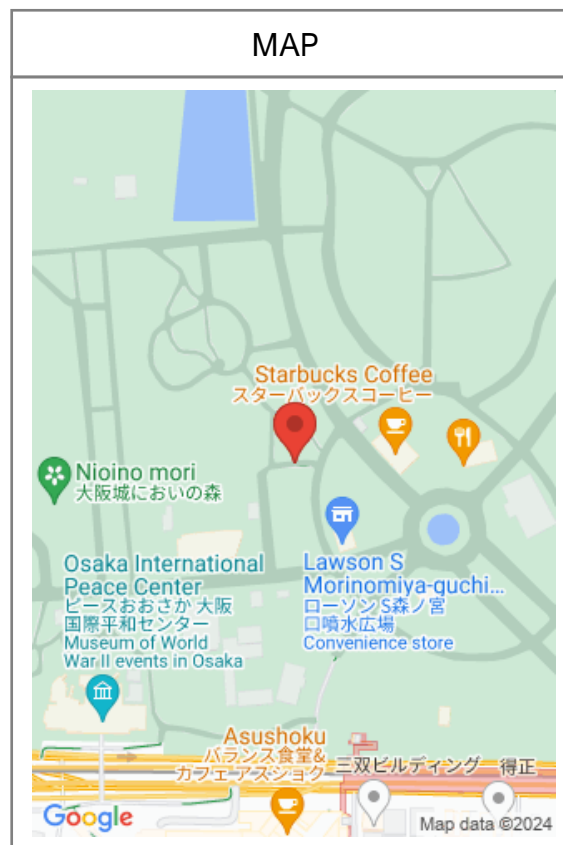 MAP
Starbucks Coffee
スターバックスコーヒー
Nioino mori
大阪城においの森
Osaka International
Peace Center
ピースおおさか 大阪
国際平和センター
Museum of World
War II events in Osaka
Lawson S
Morinomiya-guchi...
ローソン S森ノ宮
口噴水広場
Convenience store
Asushoku
バランス食堂&
カフェアスショク
三双ビルディング
得正
Google
Map data ©2024